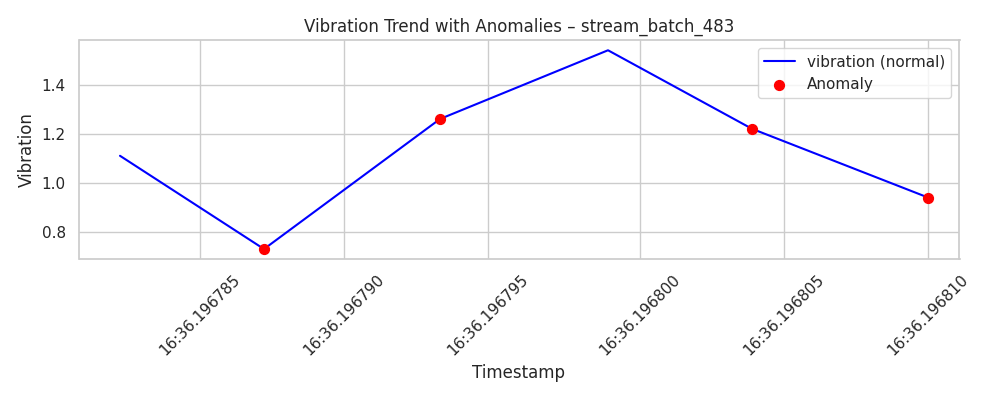 Vibration Trend with Anomalies – stream_batch_483
Vibration
1.4
1.2
1.0
0.8
vibration (normal)
Anomaly
16:36.196785
16:36.196790
16:36.196795
16:36.196800
16:36.196805
16:36.196810
Timestamp